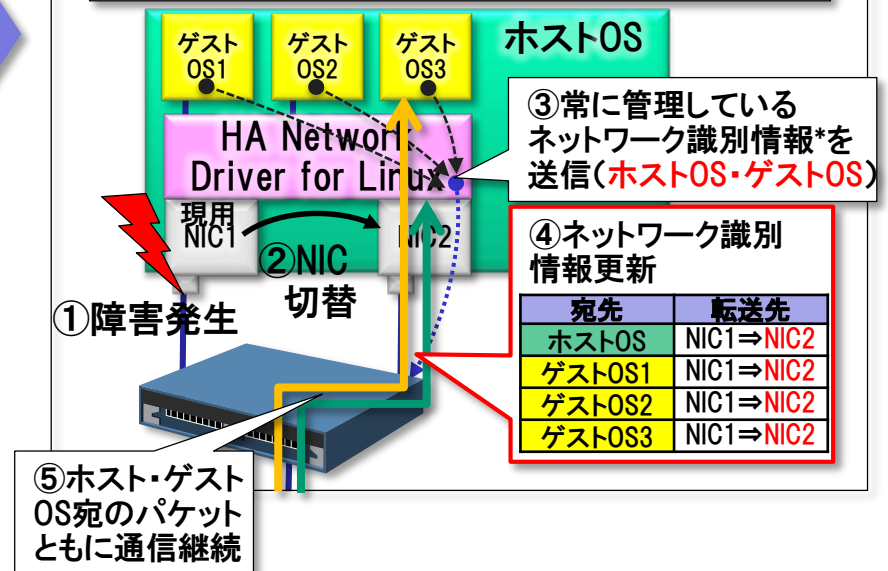 ゲスト
OS1
ゲスト
OS2
ゲスト
OS3
ホストOS
③常に管理している
ネットワーク識別情報*を
送信(ホストOS・ゲストOS)
HA Network
Driver for Linux
現用
NIC1
NIC2
②NIC
切替
①障害発生
④ネットワーク識別
情報更新
宛先 転送先
ホストOS NIC1⇒NIC2
ゲストOS1 NIC1⇒NIC2
ゲストOS2 NIC1⇒NIC2
ゲストOS3 NIC1⇒NIC2
⑤ホスト・ゲスト
OS宛のパケット
ともに通信継続